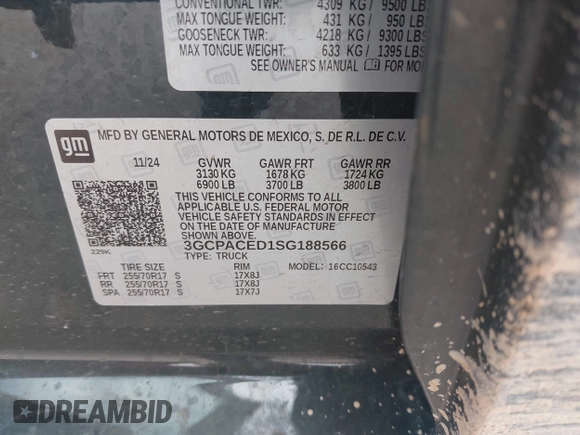 CONVENTIONAL TWR: 4309 KG/ 9500 LBS
MAX TONGUE WEIGHT: 431 KG/ 950 LBS
GOOSENECK TWR: 4218 KG/ 9300 LBS
MAX TONGUE WEIGHT: 633 KG/ 1395 LBS
SEE OWNER'S MANUAL FOR
gm
MFD BY GENERAL MOTORS DE MEXICO, S. DE R.L. DE C.V.
11/24 GVWR GAWR FRT GAWR RR
3130 KG 1678 KG 1724 KG
6900 LB 3700 LB 3800 LB
THIS VEHICLE CONFORMS TO ALL
APPLICABLE U.S. FEDERAL MOTOR
VEHICLE SAFETY STANDARDS IN EFFECT
ON THE DATE OF MANUFACTURE
SHOWN ABOVE.
3GCPACED1SG188566
TYPE: TRUCK
229K
TIRE SIZE RIM MODEL: 16CC10543
FRT 255/70R17 S 17X8J
RR 255/70R17 S 17X8J
SPA 255/70R17 S 17X7J
DREAMBID